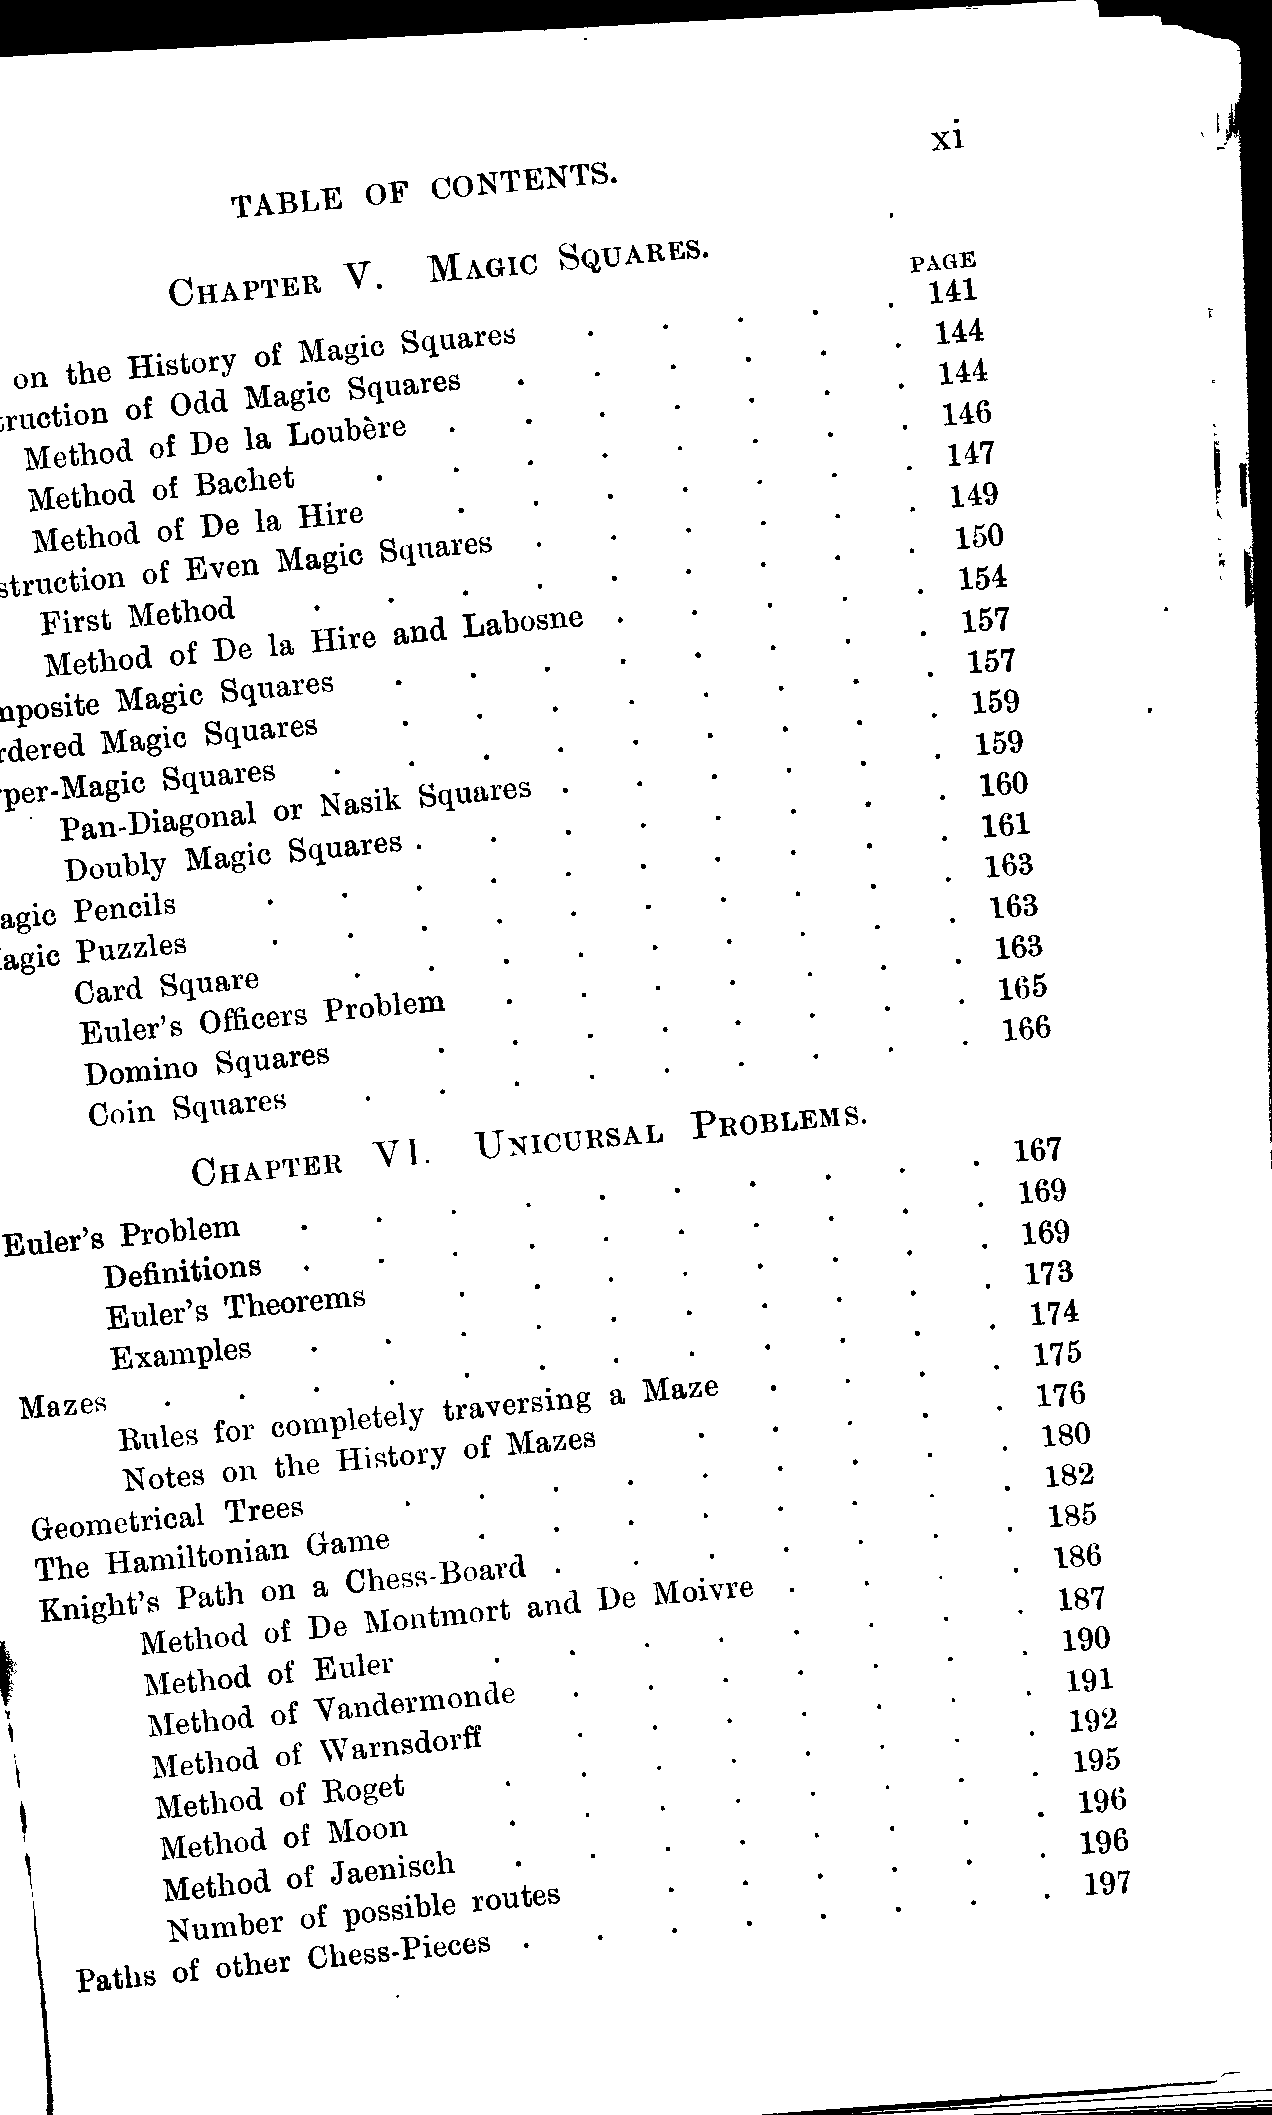 xi
TABLE OF CONTENTS.
CHAPTER V. MAGIC SQUARES.
PAGE
on the History of Magic Squares . . . . . 141
truction of Odd Magic Squares . . . . . . 144
Method of De la Loubère . . . . . . . 144
Method of Bachet . . . . . . . . 146
Method of De la Hire . . . . . . . 147
struction of Even Magic Squares . . . . . . 149
First Method . . . . . . . . . 150
Method of De la Hire and Labosne . . . . . 154
mposite Magic Squares . . . . . . . . 157
rdered Magic Squares . . . . . . . . 157
per-Magic Squares . . . . . . . . . 159
Pan-Diagonal or Nasik Squares . . . . . . 159
Doubly Magic Squares . . . . . . . . 160
agic Pencils . . . . . . . . . . 161
agic Puzzles . . . . . . . . . . 163
Card Square . . . . . . . . . 163
Euler's Officers Problem . . . . . . . 163
Domino Squares . . . . . . . . 165
Coin Squares . . . . . . . . . 166
CHAPTER VI. UNICURSAL PROBLEMS.
Euler's Problem . . . . . . . . . . 167
Definitions . . . . . . . . . . 169
Euler's Theorems . . . . . . . . 169
Examples . . . . . . . . . . 173
Mazes . . . . . . . . . . . . 174
Rules for completely traversing a Maze . . . . 175
Notes on the History of Mazes . . . . . 176
Geometrical Trees . . . . . . . . . 180
The Hamiltonian Game . . . . . . . . 182
Knight's Path on a Chess-Board . . . . . . . 185
Method of De Montmort and De Moivre . . . . 186
Method of Euler . . . . . . . . 187
Method of Vandermonde . . . . . . . 190
Method of Warnsdorff . . . . . . . 191
Method of Roget . . . . . . . . 192
Method of Moon . . . . . . . . 195
Method of Jaenisch . . . . . . . . 196
Number of possible routes . . . . . . 196
Paths of other Chess-Pieces . . . . . . . . 197